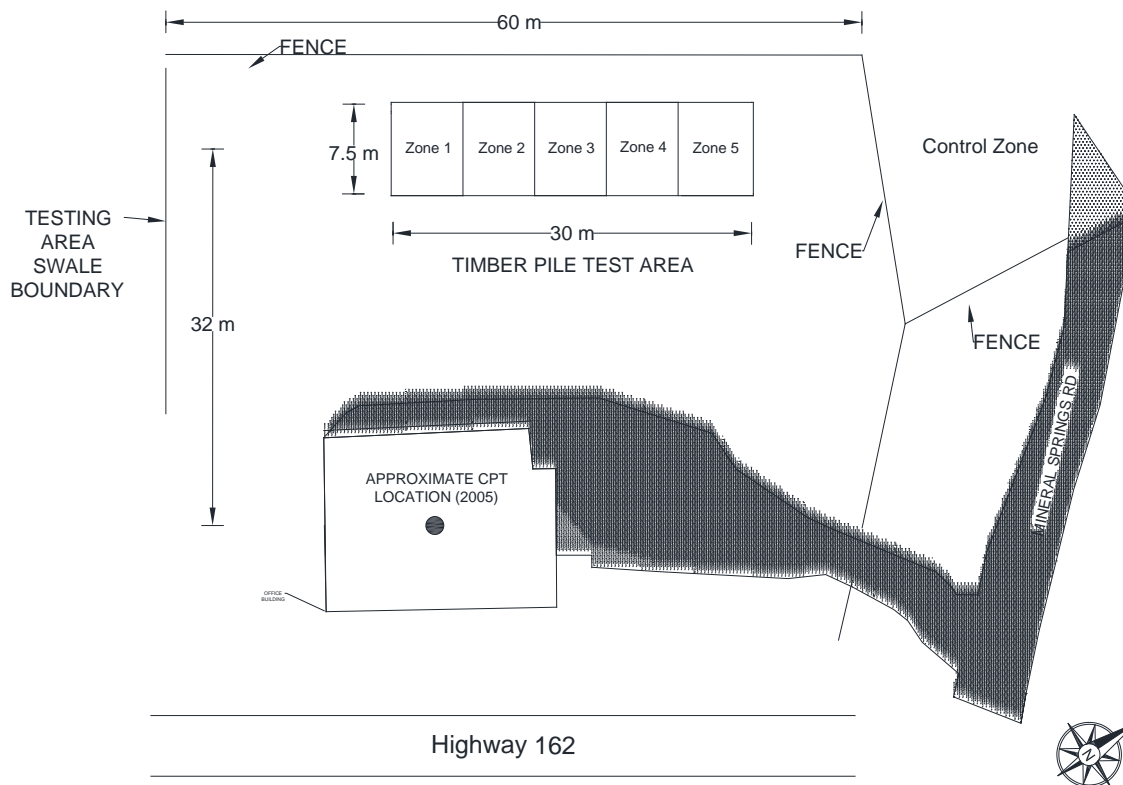 60 m
FENCE
7.5 m
Zone 1
Zone 2
Zone 3
Zone 4
Zone 5
Control Zone
TESTING
AREA
SWALE
BOUNDARY
30 m
TIMBER PILE TEST AREA
FENCE
32 m
FENCE
MINERAL SPRINGS RD
APPROXIMATE CPT
LOCATION (2005)
OFFICE
BUILDING
Highway 162
N